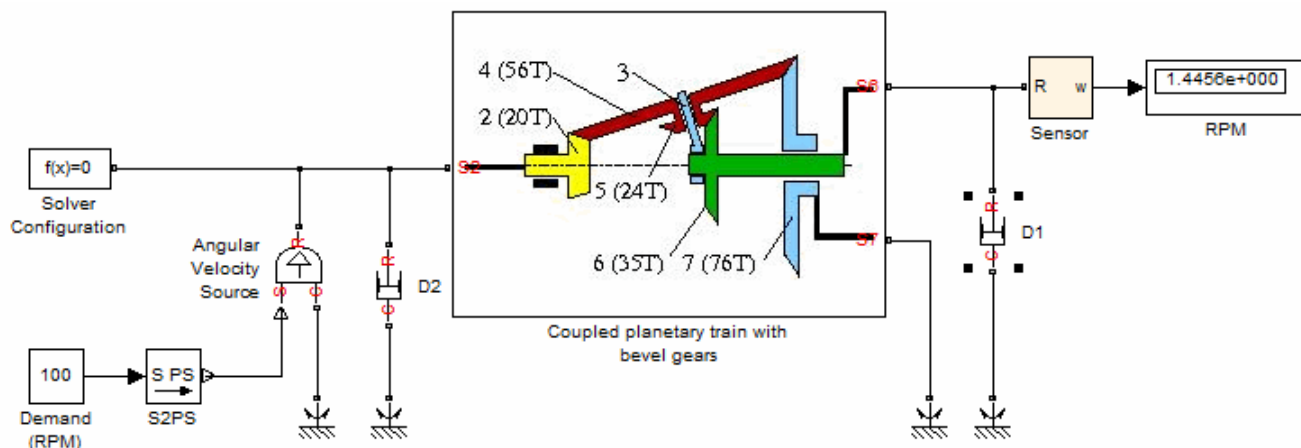 4 (56T)
3
2 (20T)
5 (24T)
6 (35T)
7 (76T)
S2
S6
S7
f(x)=0
Solver
Configuration
Angular
Velocity
Source
R
S
C
R
D2
C
100
Demand
(RPM)
S PS
S2PS
Coupled planetary train with
bevel gears
R
w
Sensor
1.4456e+000
RPM
R
D1
C